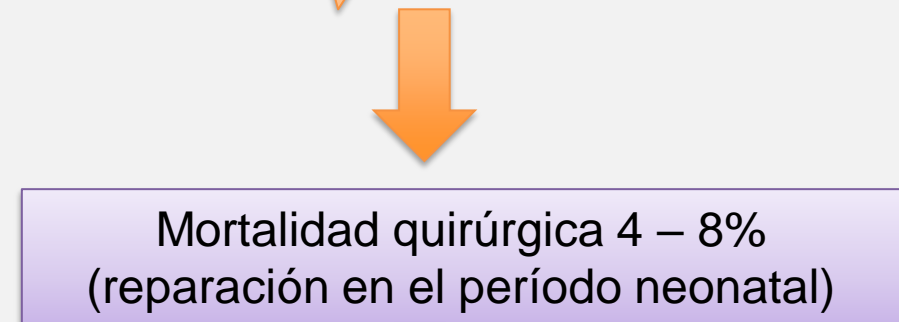 Mortalidad quirúrgica 4 – 8%
(reparación en el período neonatal)